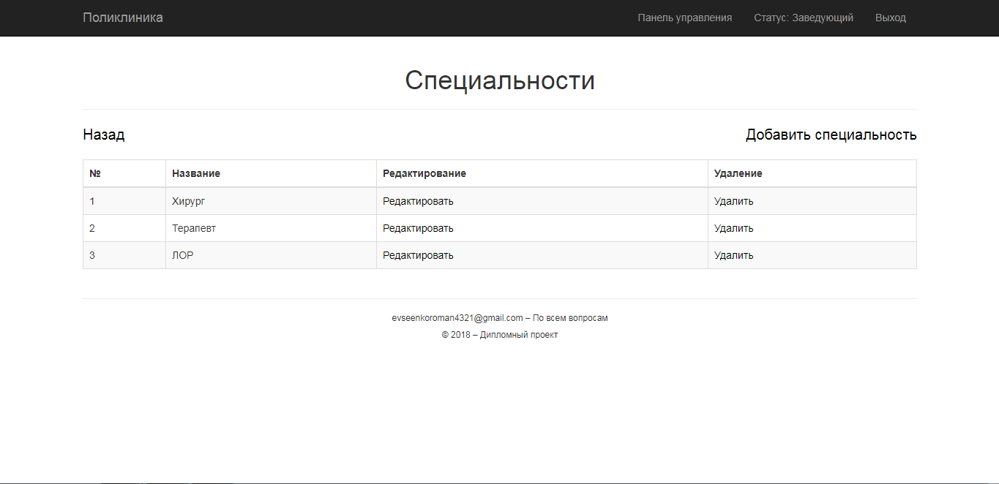 Поликлиника Панель управления Статус: Заведующий Выход
Специальности
Назад Добавить специальность
№ Название Редактирование Удаление
1 Хирург Редактировать Удалить
2 Терапевт Редактировать Удалить
3 ЛОР Редактировать Удалить
evseenkoroman4321@gmail.com – По всем вопросам
© 2018 – Дипломный проект